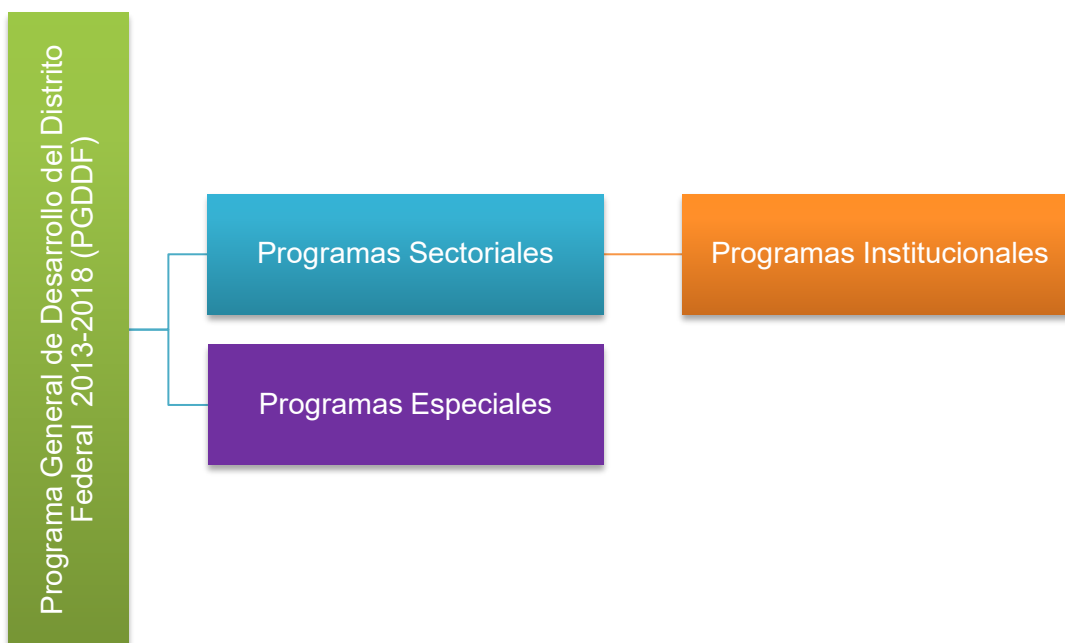 Programa General de Desarrollo del Distrito
Federal 2013-2018 (PGDDF)
Programas Sectoriales
Programas Institucionales
Programas Especiales